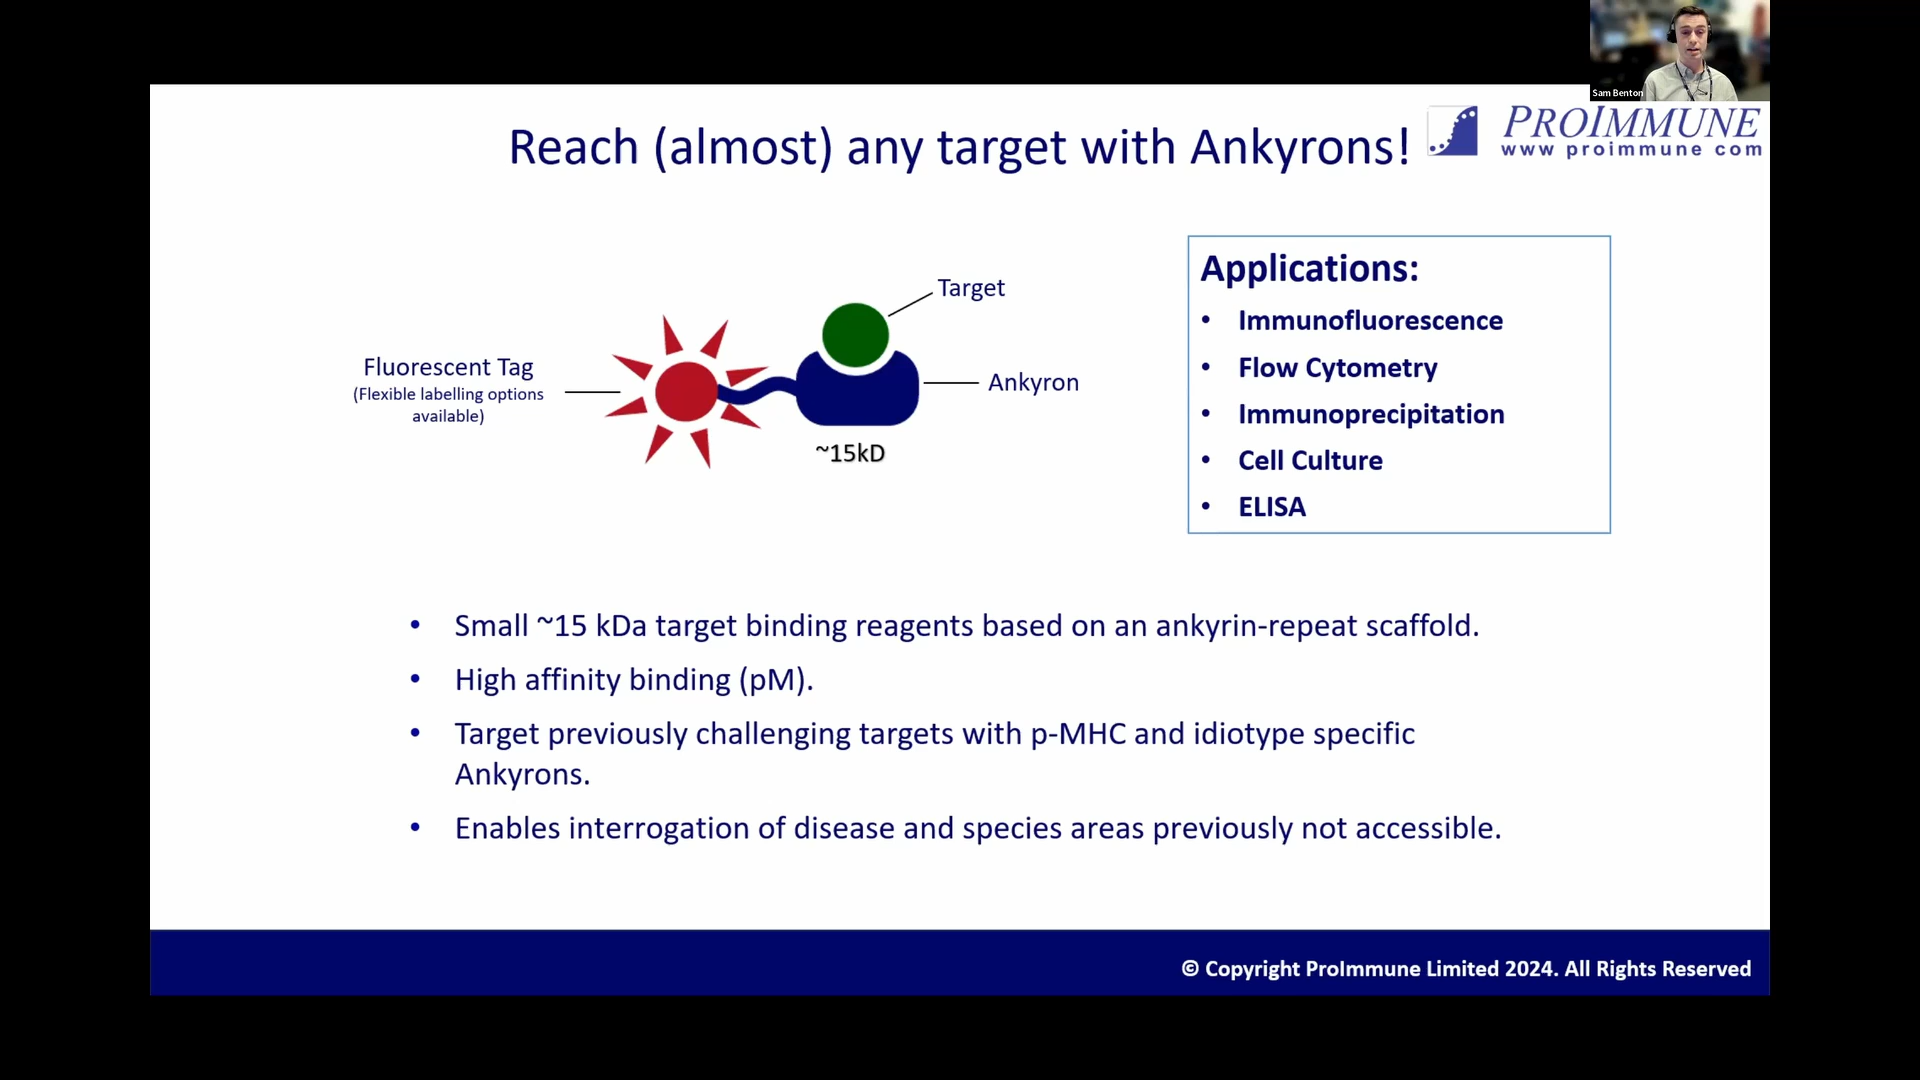 Sam Benton
Reach (almost) any target with Ankyrons!
PROIMMUNE
www proimmune com
Target
Fluorescent Tag
(Flexible labelling options
available)
Ankyron
~15kD
Applications:
• Immunofluorescence
• Flow Cytometry
• Immunoprecipitation
• Cell Culture
• ELISA
• Small ~15 kDa target binding reagents based on an ankyrin-repeat scaffold.
• High affinity binding (pM).
• Target previously challenging targets with p-MHC and idiotype specific
Ankyrons.
• Enables interrogation of disease and species areas previously not accessible.
© Copyright ProImmune Limited 2024. All Rights Reserved